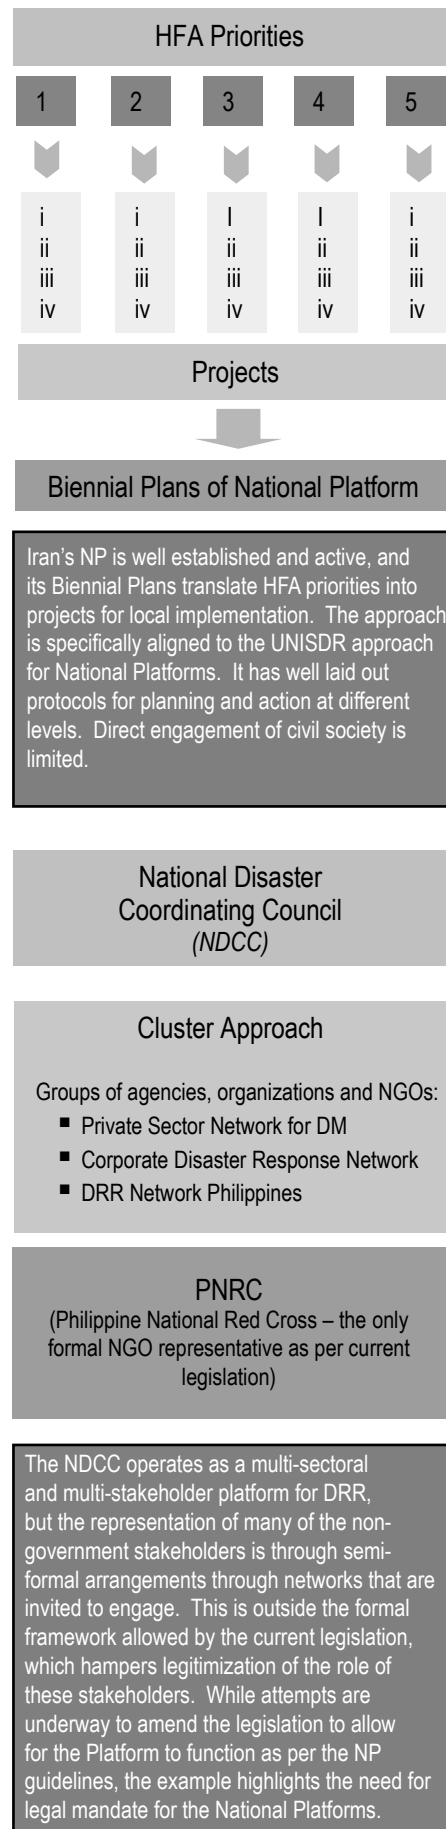 HFA Priorities
1 2 3 4 5
i i I I i
ii ii ii ii ii
iii iii iii iii iii
iv iv iv iv iv
Projects
Biennial Plans of National Platform
Iran's NP is well established and active, and
its Biennial Plans translate HFA priorities into
projects for local implementation. The approach
is specifically aligned to the UNISDR approach
for National Platforms. It has well laid out
protocols for planning and action at different
levels. Direct engagement of civil society is
limited.
National Disaster
Coordinating Council
(NDCC)
Cluster Approach
Groups of agencies, organizations and NGOs:
▪ Private Sector Network for DM
▪ Corporate Disaster Response Network
▪ DRR Network Philippines
PNRC
(Philippine National Red Cross – the only
formal NGO representative as per current
legislation)
The NDCC operates as a multi-sectoral
and multi-stakeholder platform for DRR,
but the representation of many of the non-
government stakeholders is through semi-
formal arrangements through networks that are
invited to engage. This is outside the formal
framework allowed by the current legislation,
which hampers legitimization of the role of
these stakeholders. While attempts are
underway to amend the legislation to allow
for the Platform to function as per the NP
guidelines, the example highlights the need for
legal mandate for the National Platforms.